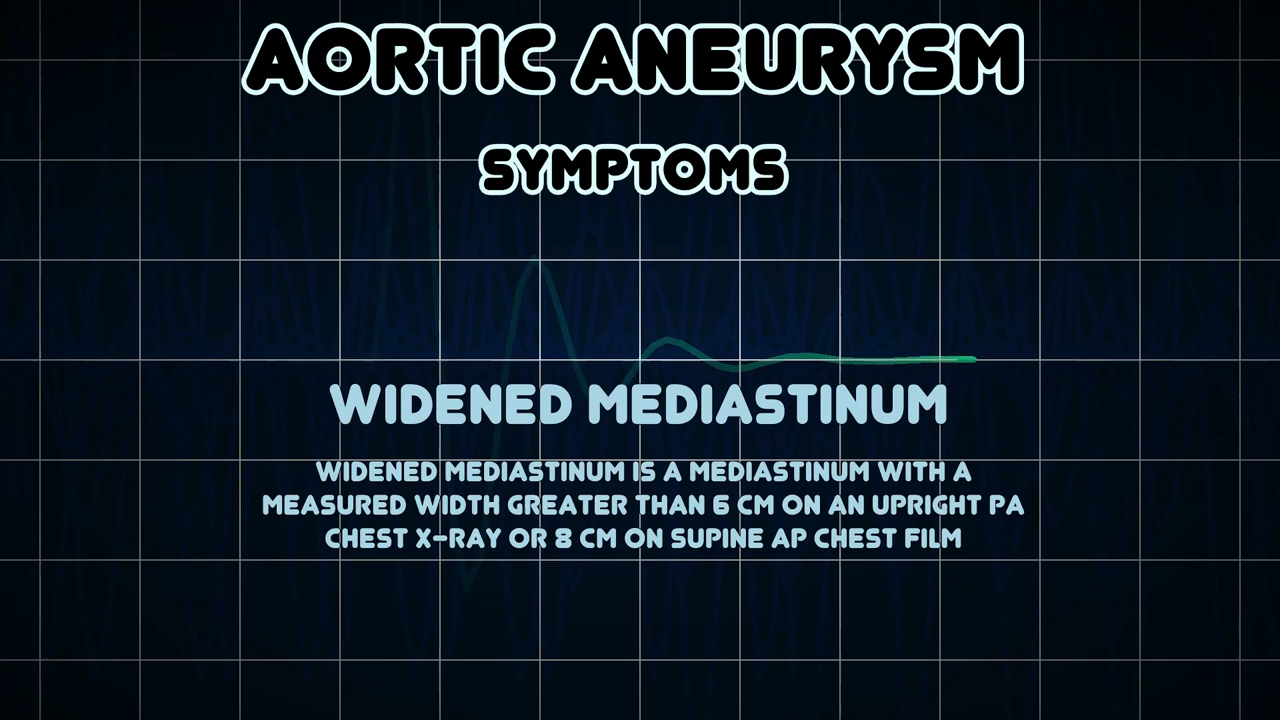 AORTIC ANEURYSM
SYMPTOMS
WIDENED MEDIASTINUM
WIDENED MEDIASTINUM IS A MEDIASTINUM WITH A
MEASURED WIDTH GREATER THAN 6 CM ON AN UPRIGHT PA
CHEST X-RAY OR 8 CM ON SUPINE AP CHEST FILM